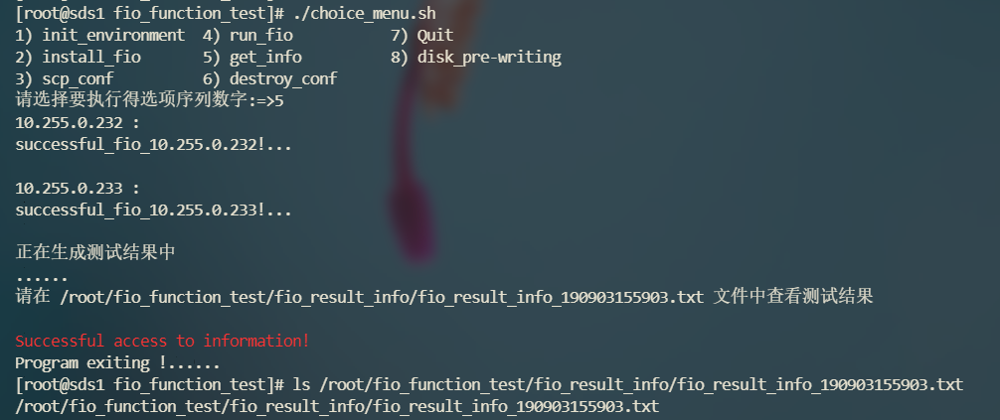 [root@sds1 fio_function_test]# ./choice_menu.sh
1) init_environment  4) run_fio           7) Quit
2) install_fio       5) get_info          8) disk_pre-writing
3) scp_conf          6) destroy_conf
请选择要执行得选项序列数字:=>5
10.255.0.232 :
successful_fio_10.255.0.232!...
10.255.0.233 :
successful_fio_10.255.0.233!...
正在生成测试结果中
......
请在 /root/fio_function_test/fio_result_info/fio_result_info_190903155903.txt 文件中查看测试结果
Successful access to information!
Program exiting !......
[root@sds1 fio_function_test]# ls /root/fio_function_test/fio_result_info/fio_result_info_190903155903.txt
/root/fio_function_test/fio_result_info/fio_result_info_190903155903.txt